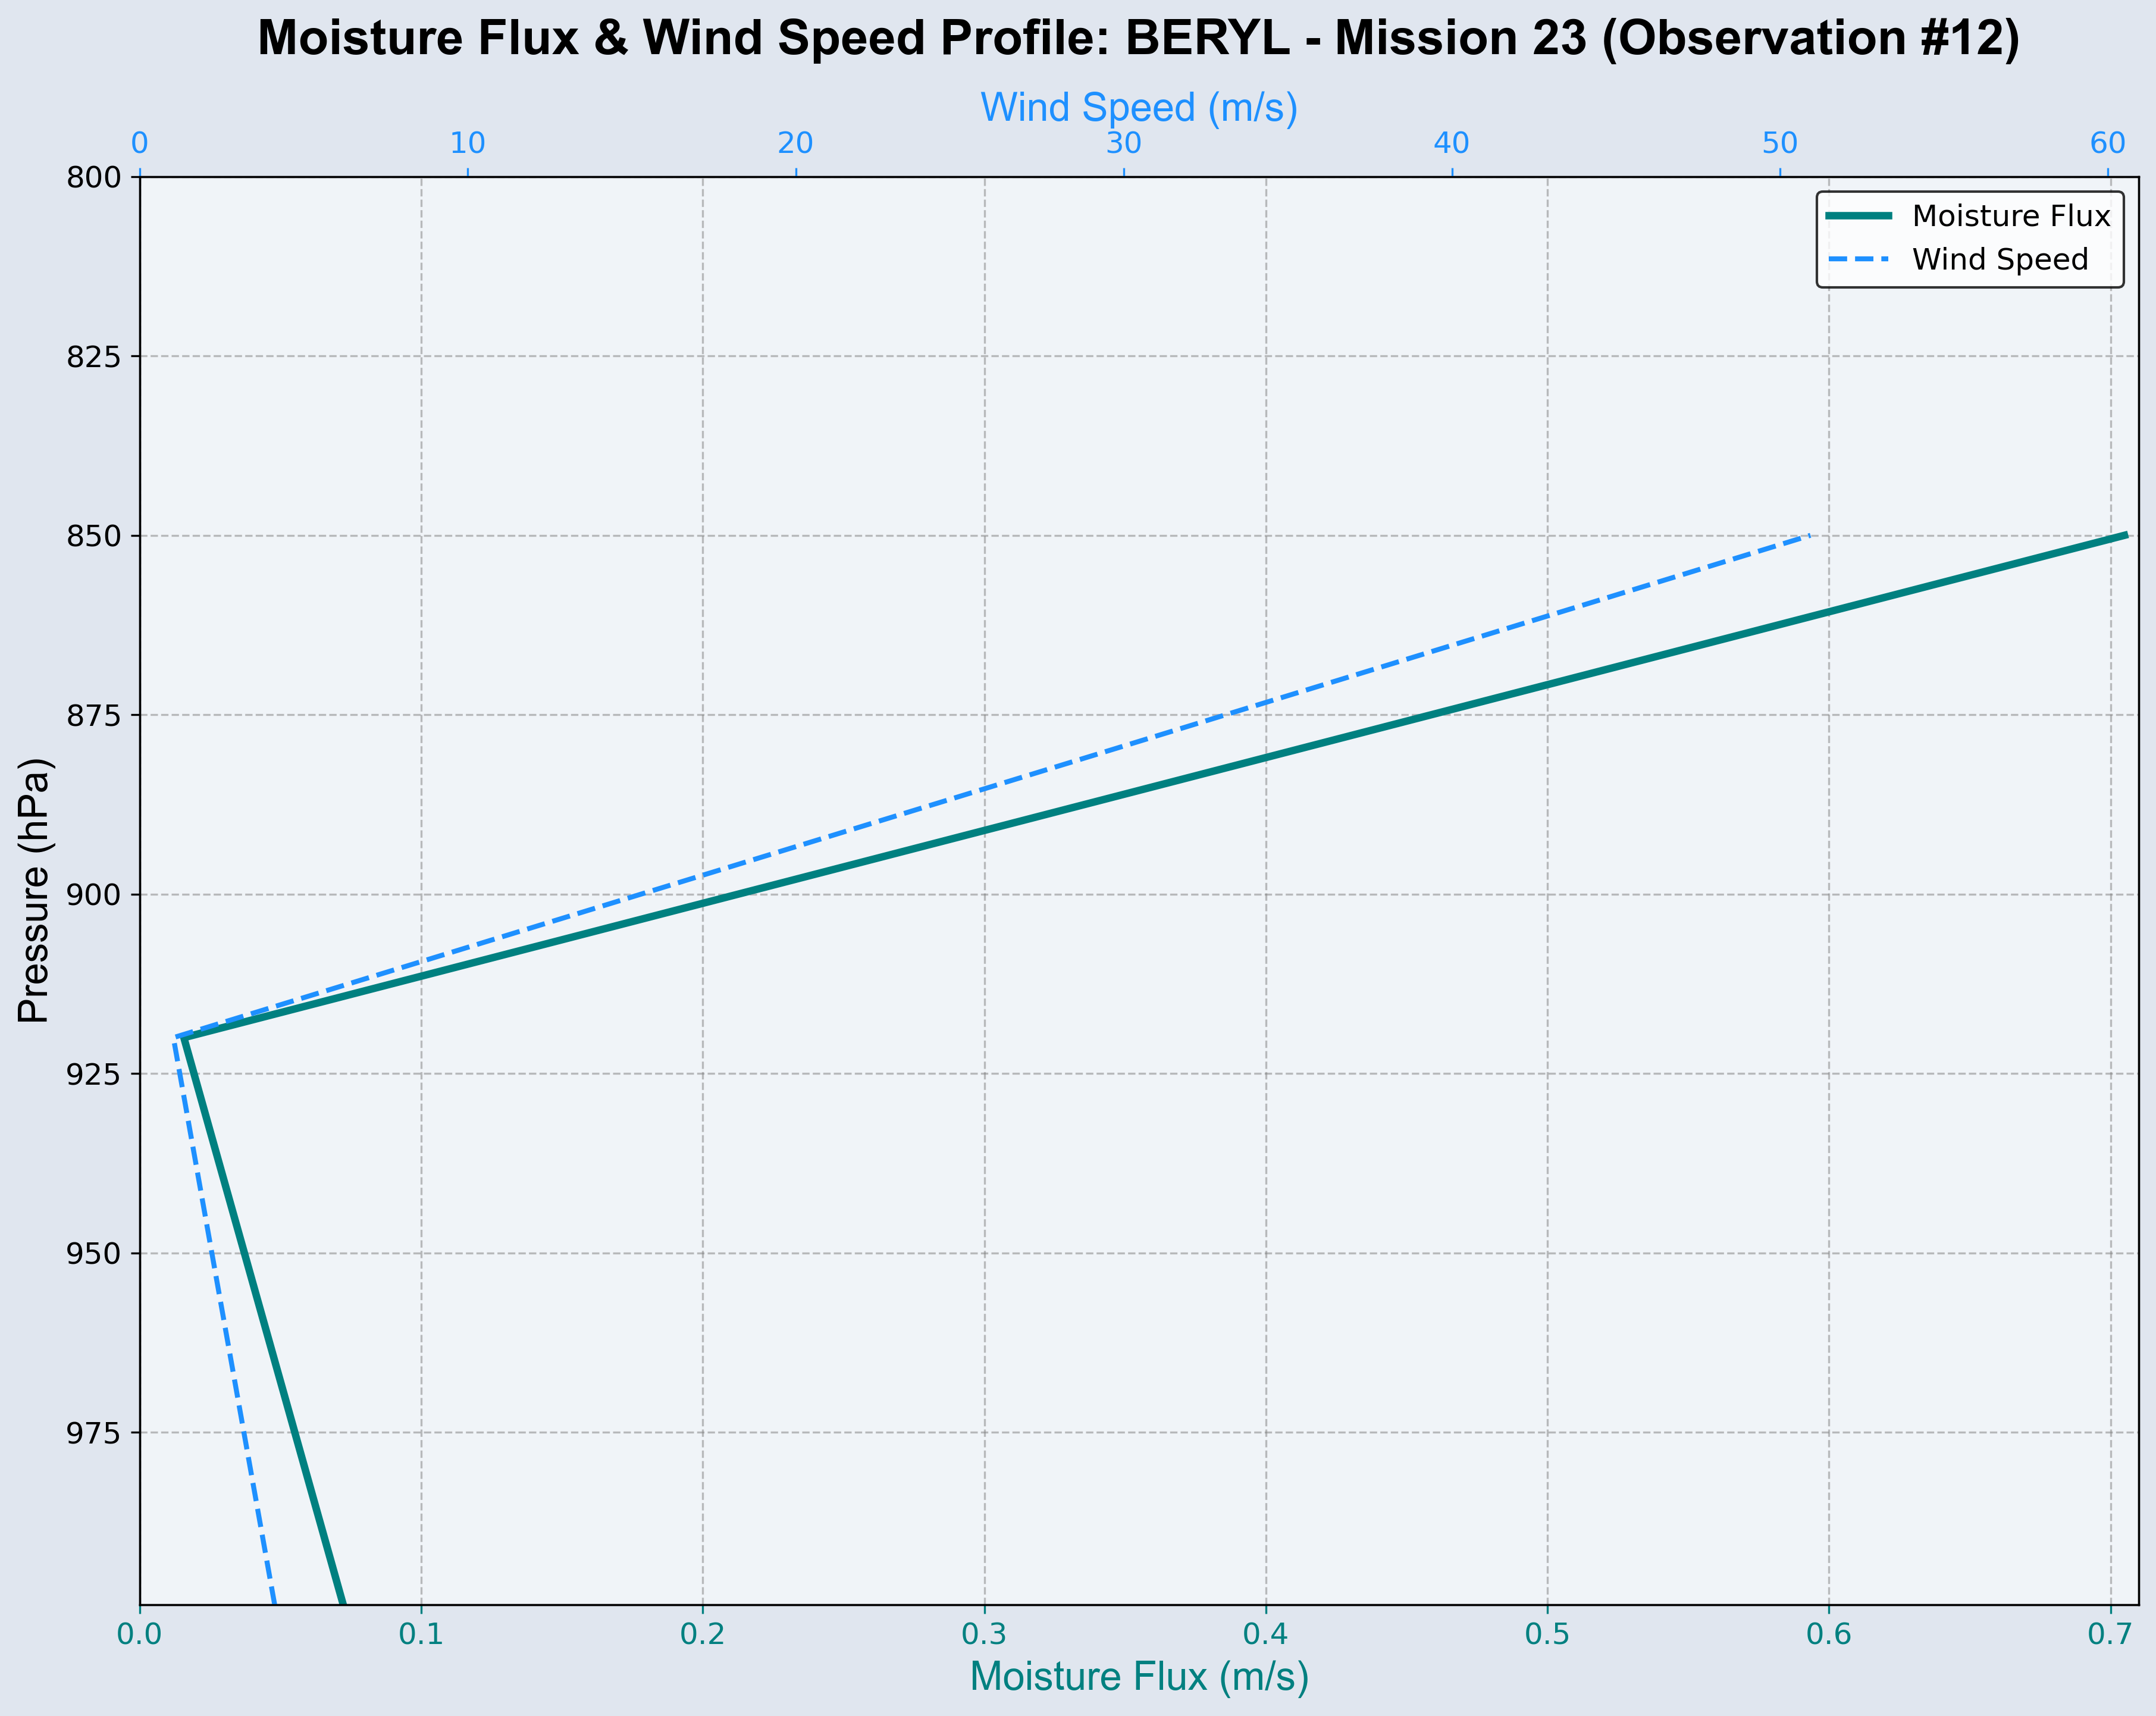 Moisture Flux & Wind Speed Profile: BERYL - Mission 23 (Observation #12)
Wind Speed (m/s)
0 10 20 30 40 50 60
Moisture Flux
Wind Speed
800
825
850
875
900
925
950
975
Pressure (hPa)
0.0 0.1 0.2 0.3 0.4 0.5 0.6 0.7
Moisture Flux (m/s)